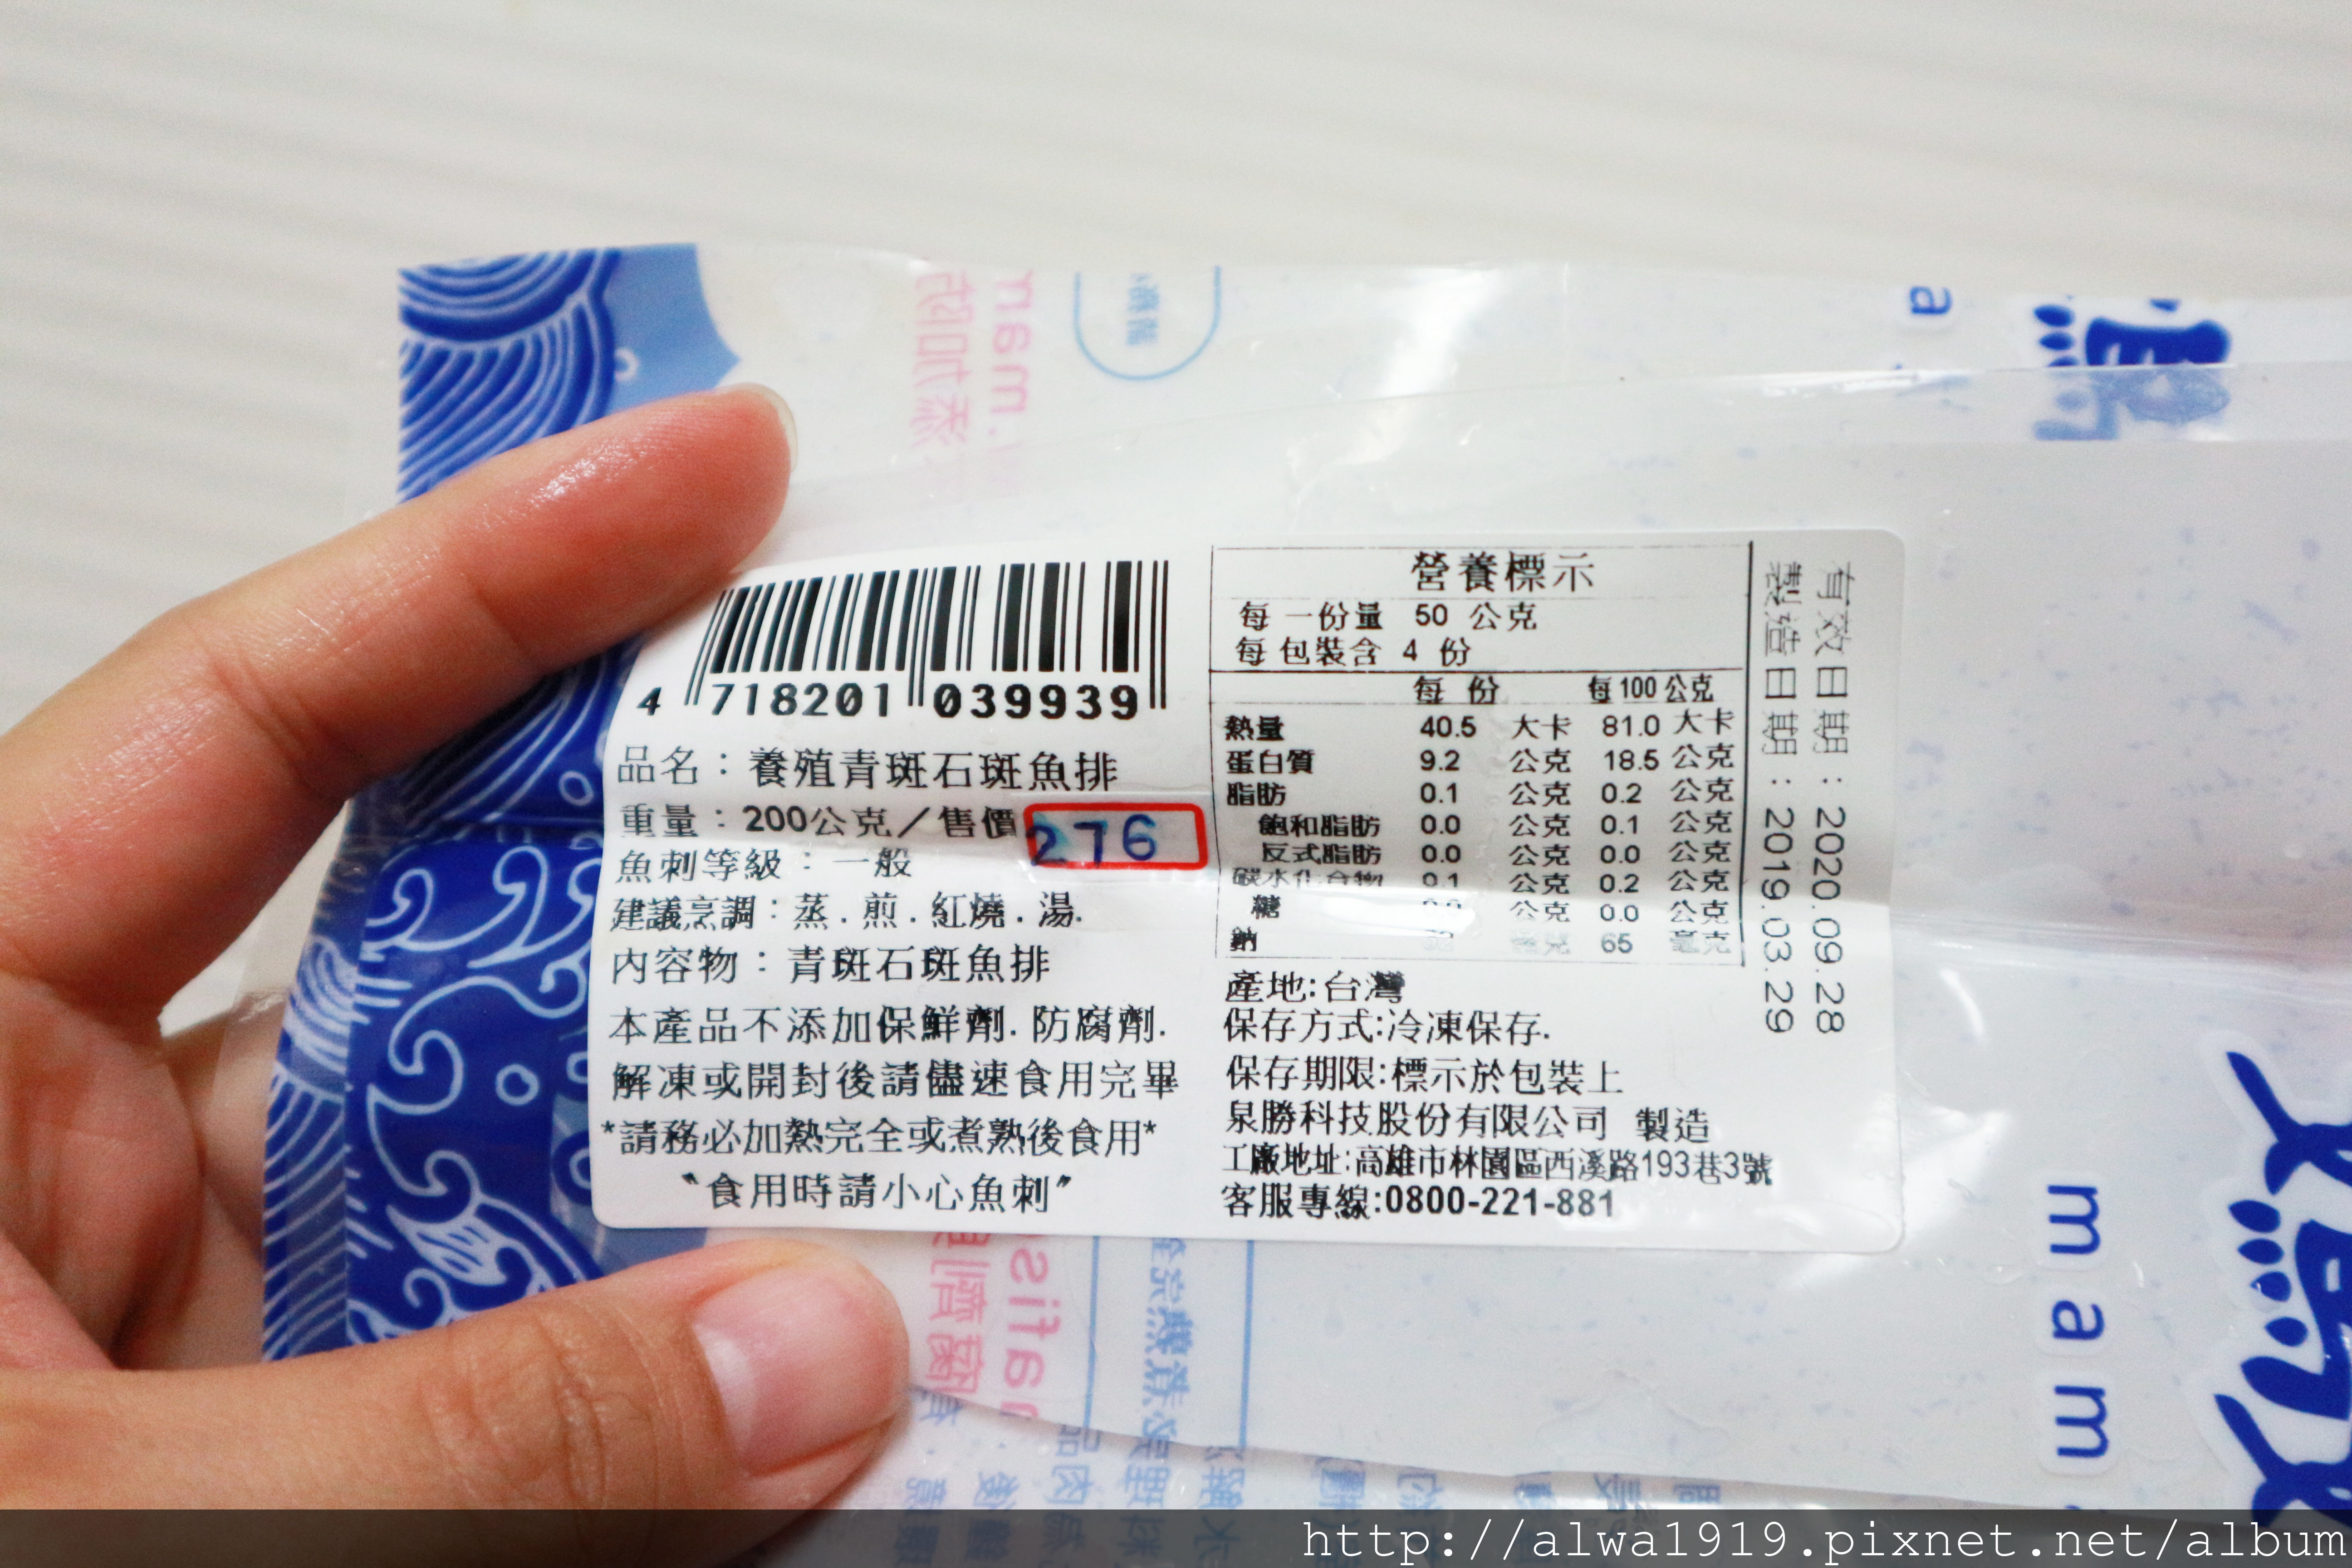 4 718201 039939
品名：養殖青斑石斑魚排
重量：200公克／售價 276
魚刺等級：一般
建議烹調：蒸.煎.紅燒.湯.
內容物：青斑石斑魚排
本產品不添加保鮮劑.防腐劑.
解凍或開封後請儘速食用完畢
*請務必加熱完全或煮熟後食用*
〝食用時請小心魚刺〞
營養標示
每一份量 50 公克
每包裝含 4 份
每 份 每100公克
熱量 40.5 大卡 81.0 大卡
蛋白質 9.2 公克 18.5 公克
脂肪 0.1 公克 0.2 公克
飽和脂肪 0.0 公克 0.1 公克
反式脂肪 0.0 公克 0.0 公克
碳水化合物 0.1 公克 0.2 公克
糖 0.0 公克 0.0 公克
鈉 65 毫克
產地:台灣
保存方式:冷凍保存.
保存期限:標示於包裝上
泉勝科技股份有限公司 製造
工廠地址:高雄市林園區西溪路193巷3號
客服專線:0800-221-881
有效日期：2020.09.28
製造日期：2019.03.29
mam
http://alwa1919.pixnet.net/album